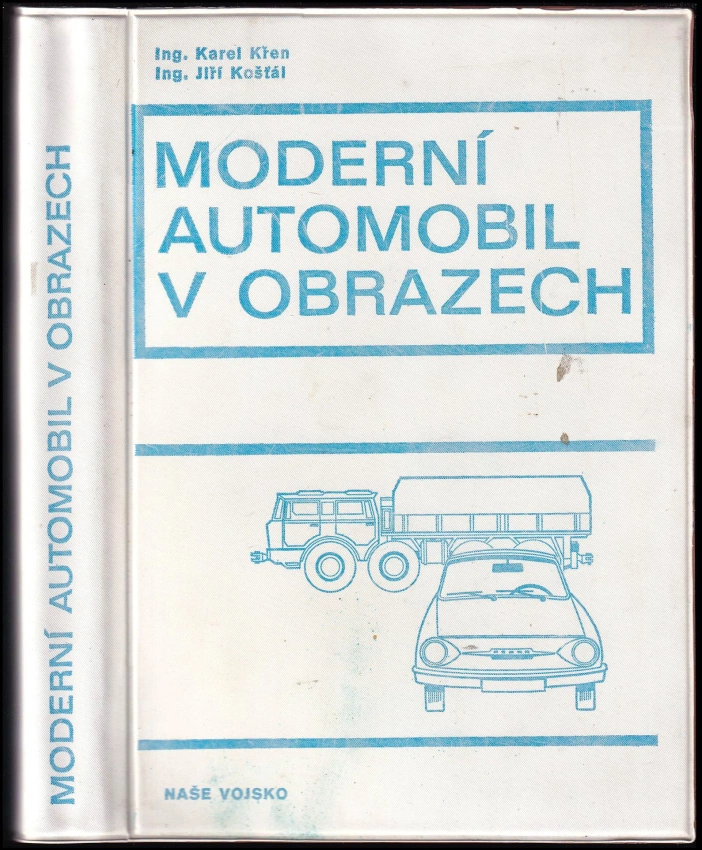 Ing. Karel Křen
Ing. Jiří Košťál
MODERNÍ
AUTOMOBIL
V OBRAZECH
NAŠE VOJSKO
MODERNÍ AUTOMOBIL V OBRAZECH